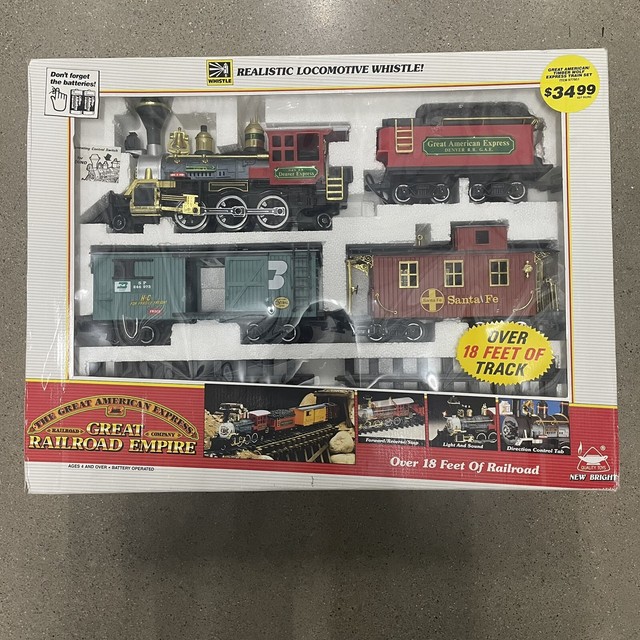 Don't forget
the batteries!
WHISTLE
REALISTIC LOCOMOTIVE WHISTLE!
GREAT AMERICAN/
EXPRESS TRAIN SET
$34.99
Great American Express
DENVER R.R. CAR.
Denver Express
Santa Fe
OVER
18 FEET OF
TRACK
THE GREAT AMERICAN EXPRESS
RAILROAD COMPANY
GREAT
RAILROAD EMPIRE
AGES 4 AND OVER • BATTERY OPERATED
Forward/Reverse/Stop
Light And Sound
Direction Control Tab
Over 18 Feet Of Railroad
QUALITY TOYS
NEW BRIGHT